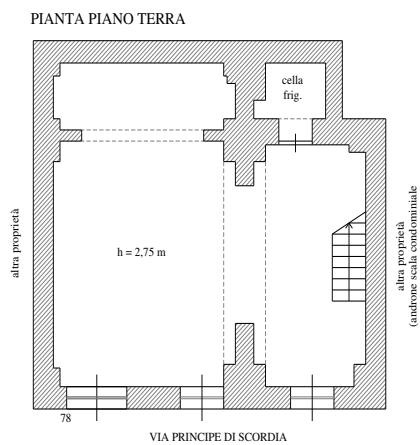 PIANTA PIANO TERRA
cella
frig.
altra proprietà
h = 2,75 m
altra proprietà
(androne scala condominiale
78
VIA PRINCIPE DI SCORDIA